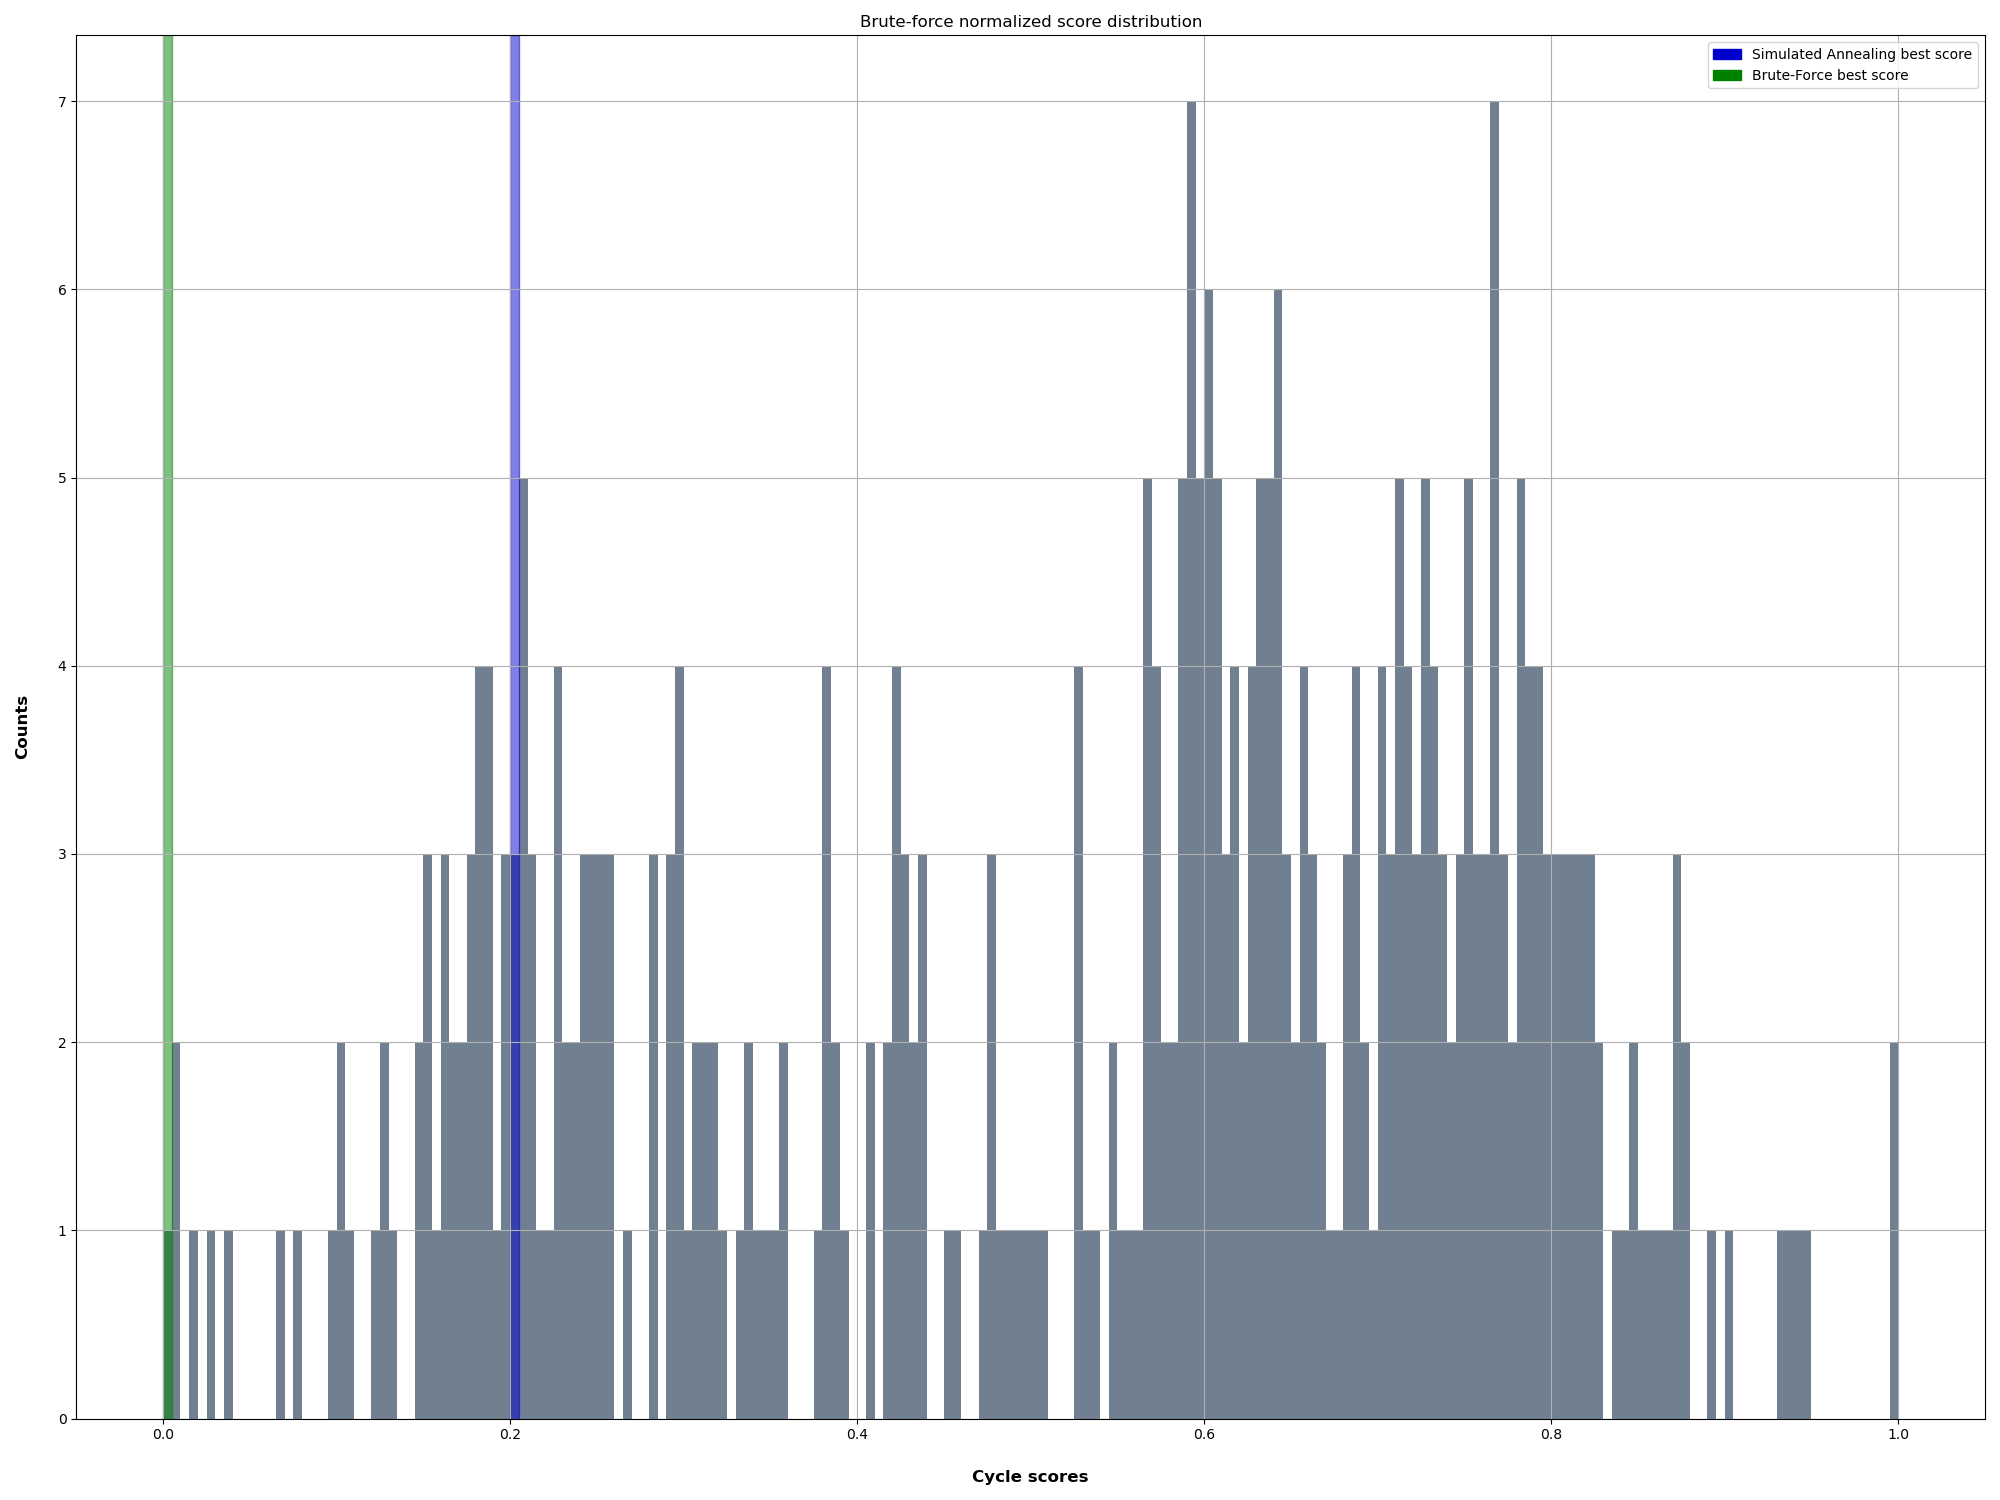 Brute-force normalized score distribution
Simulated Annealing best score
Brute-Force best score
7
6
5
4
3
2
1
0
Counts
0.0 0.2 0.4 0.6 0.8 1.0
Cycle scores